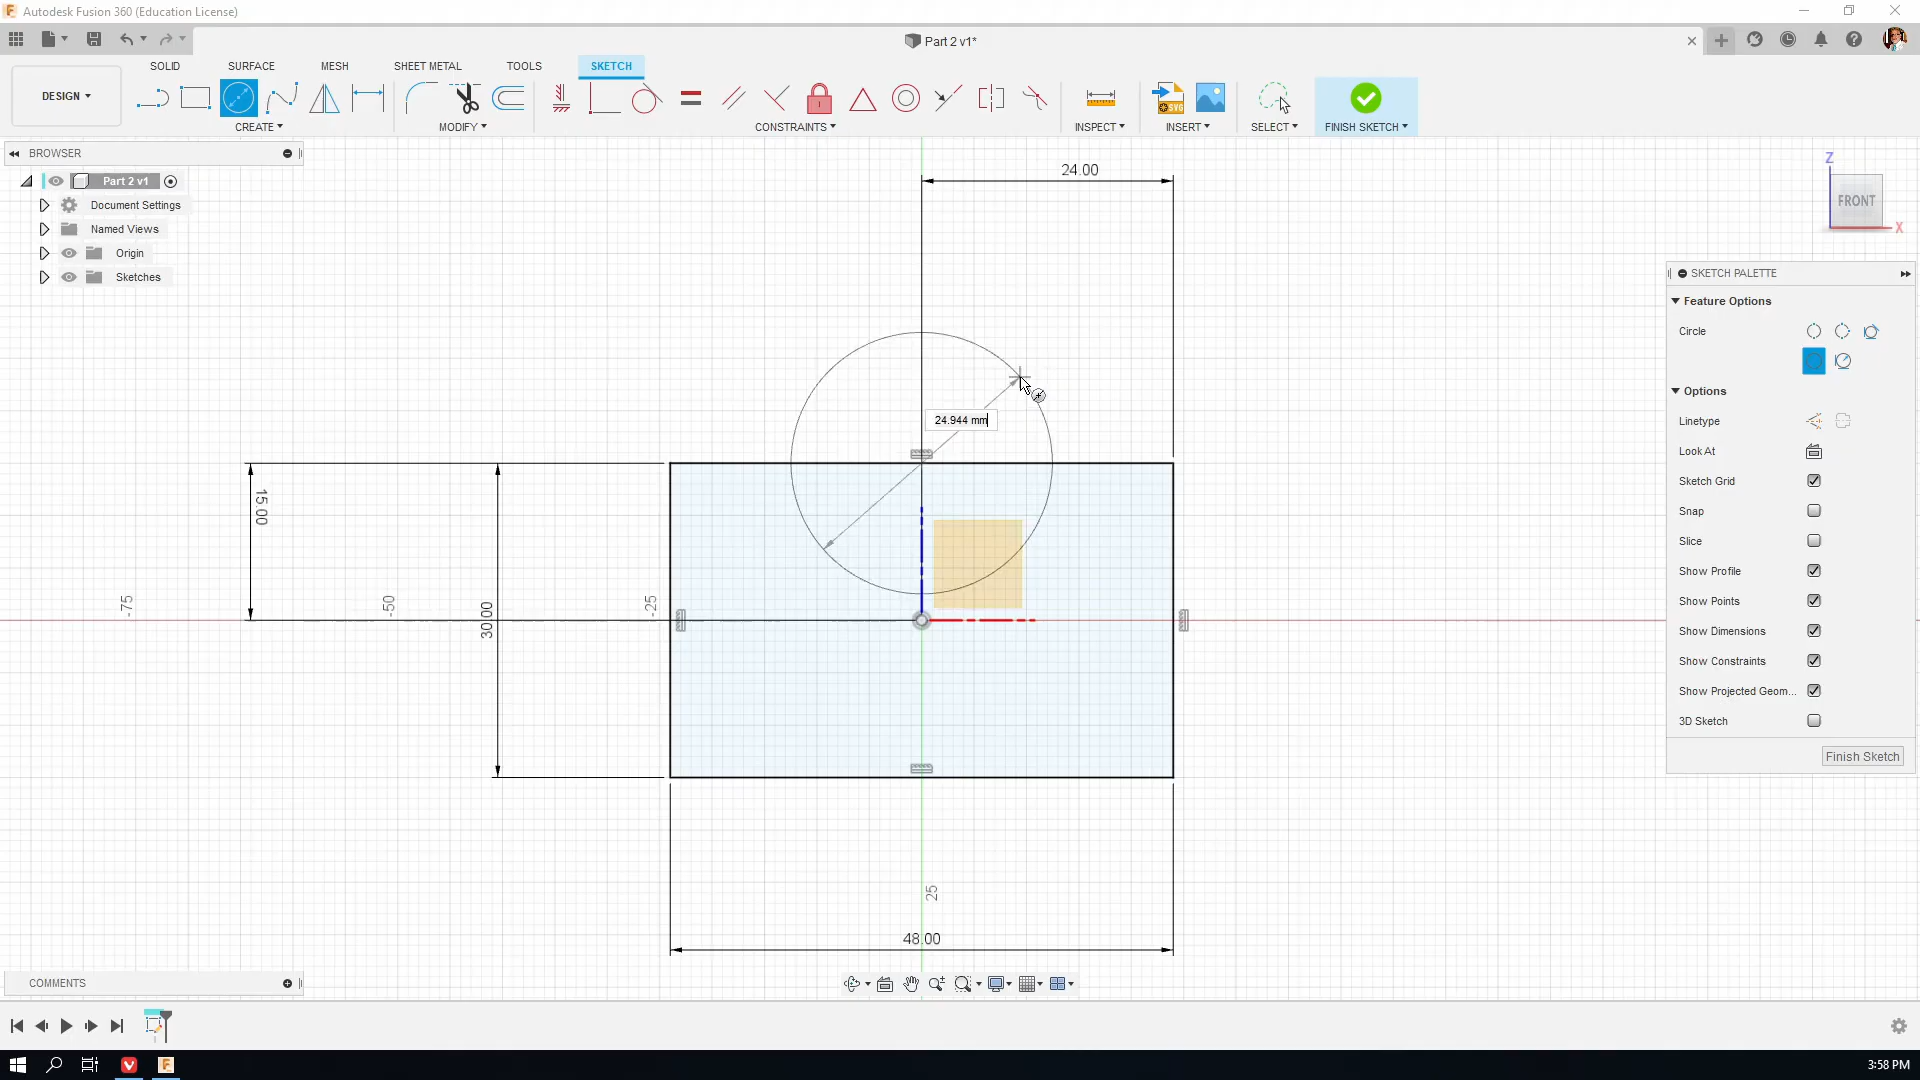 Autodesk Fusion 360 (Education License)
Part 2 v1*
SOLID
SURFACE
MESH
SHEET METAL
TOOLS
SKETCH
DESIGN
CREATE
MODIFY
CONSTRAINTS
INSPECT
INSERT
SELECT
FINISH SKETCH
SVG
BROWSER
Part 2 v1
Document Settings
Named Views
Origin
Sketches
24.00
24.944 mm
15.00
30.00
-75
-50
-25
25
48.00
Z
FRONT
X
SKETCH PALETTE
Feature Options
Circle
Options
Linetype
Look At
Sketch Grid
Snap
Slice
Show Profile
Show Points
Show Dimensions
Show Constraints
Show Projected Geom...
3D Sketch
Finish Sketch
COMMENTS
3:58 PM